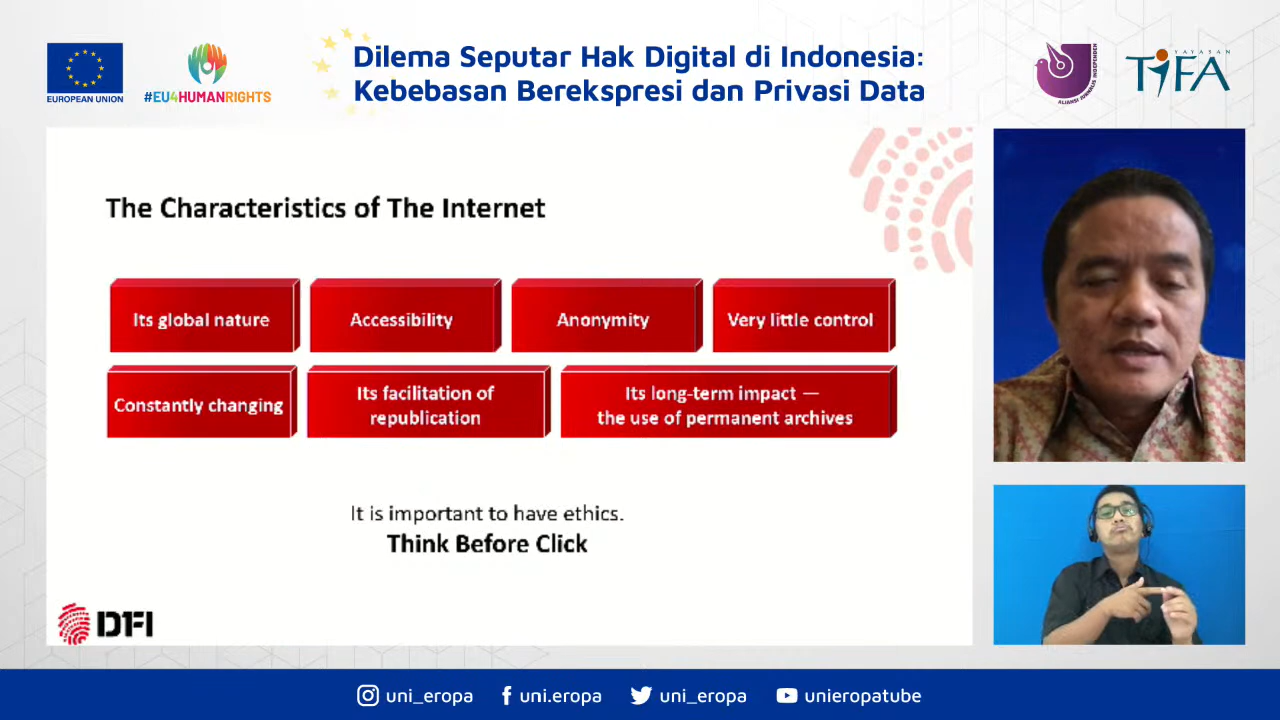 EUROPEAN UNION
#EU4HUMANRIGHTS
Dilema Seputar Hak Digital di Indonesia:
Kebebasan Berekspresi dan Privasi Data
ALIANSI JURNALIS INDEPENDEN
YAYASAN
TIFA
The Characteristics of The Internet
Its global nature
Accessibility
Anonymity
Very little control
Constantly changing
Its facilitation of
republication
Its long-term impact —
the use of permanent archives
It is important to have ethics.
Think Before Click
DFI
uni_eropa
uni.eropa
uni_eropa
unieropatube